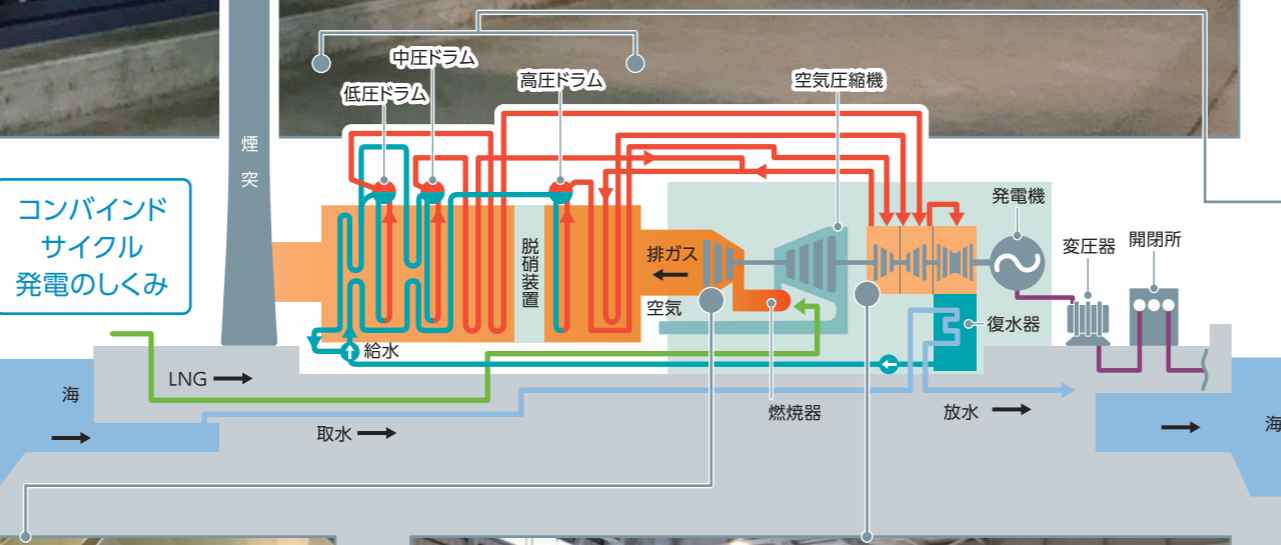 中圧ドラム
低圧ドラム
高圧ドラム
空気圧縮機
煙突
コンバインド
サイクル
発電のしくみ
脱硝装置
排ガス
空気
発電機
変圧器
開閉所
復水器
給水
LNG
海
取水
燃焼器
放水
海